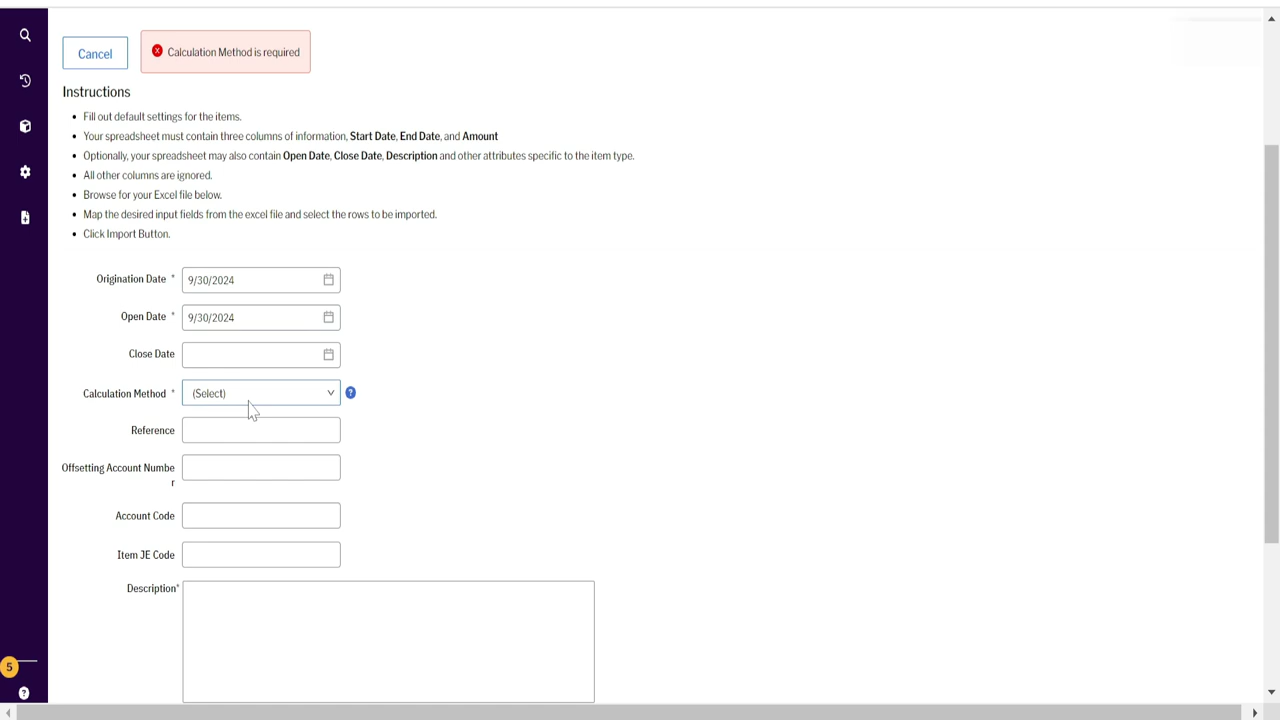 Cancel
Calculation Method is required
Instructions
Fill out default settings for the items.
Your spreadsheet must contain three columns of information, Start Date, End Date, and Amount
Optionally, your spreadsheet may also contain Open Date, Close Date, Description and other attributes specific to the item type.
All other columns are ignored.
Browse for your Excel file below.
Map the desired input fields from the excel file and select the rows to be imported.
Click Import Button.
Origination Date * 9/30/2024
Open Date * 9/30/2024
Close Date
Calculation Method * (Select) ?
Reference
Offsetting Account Numbe
r
Account Code
Item JE Code
Description*
5
?